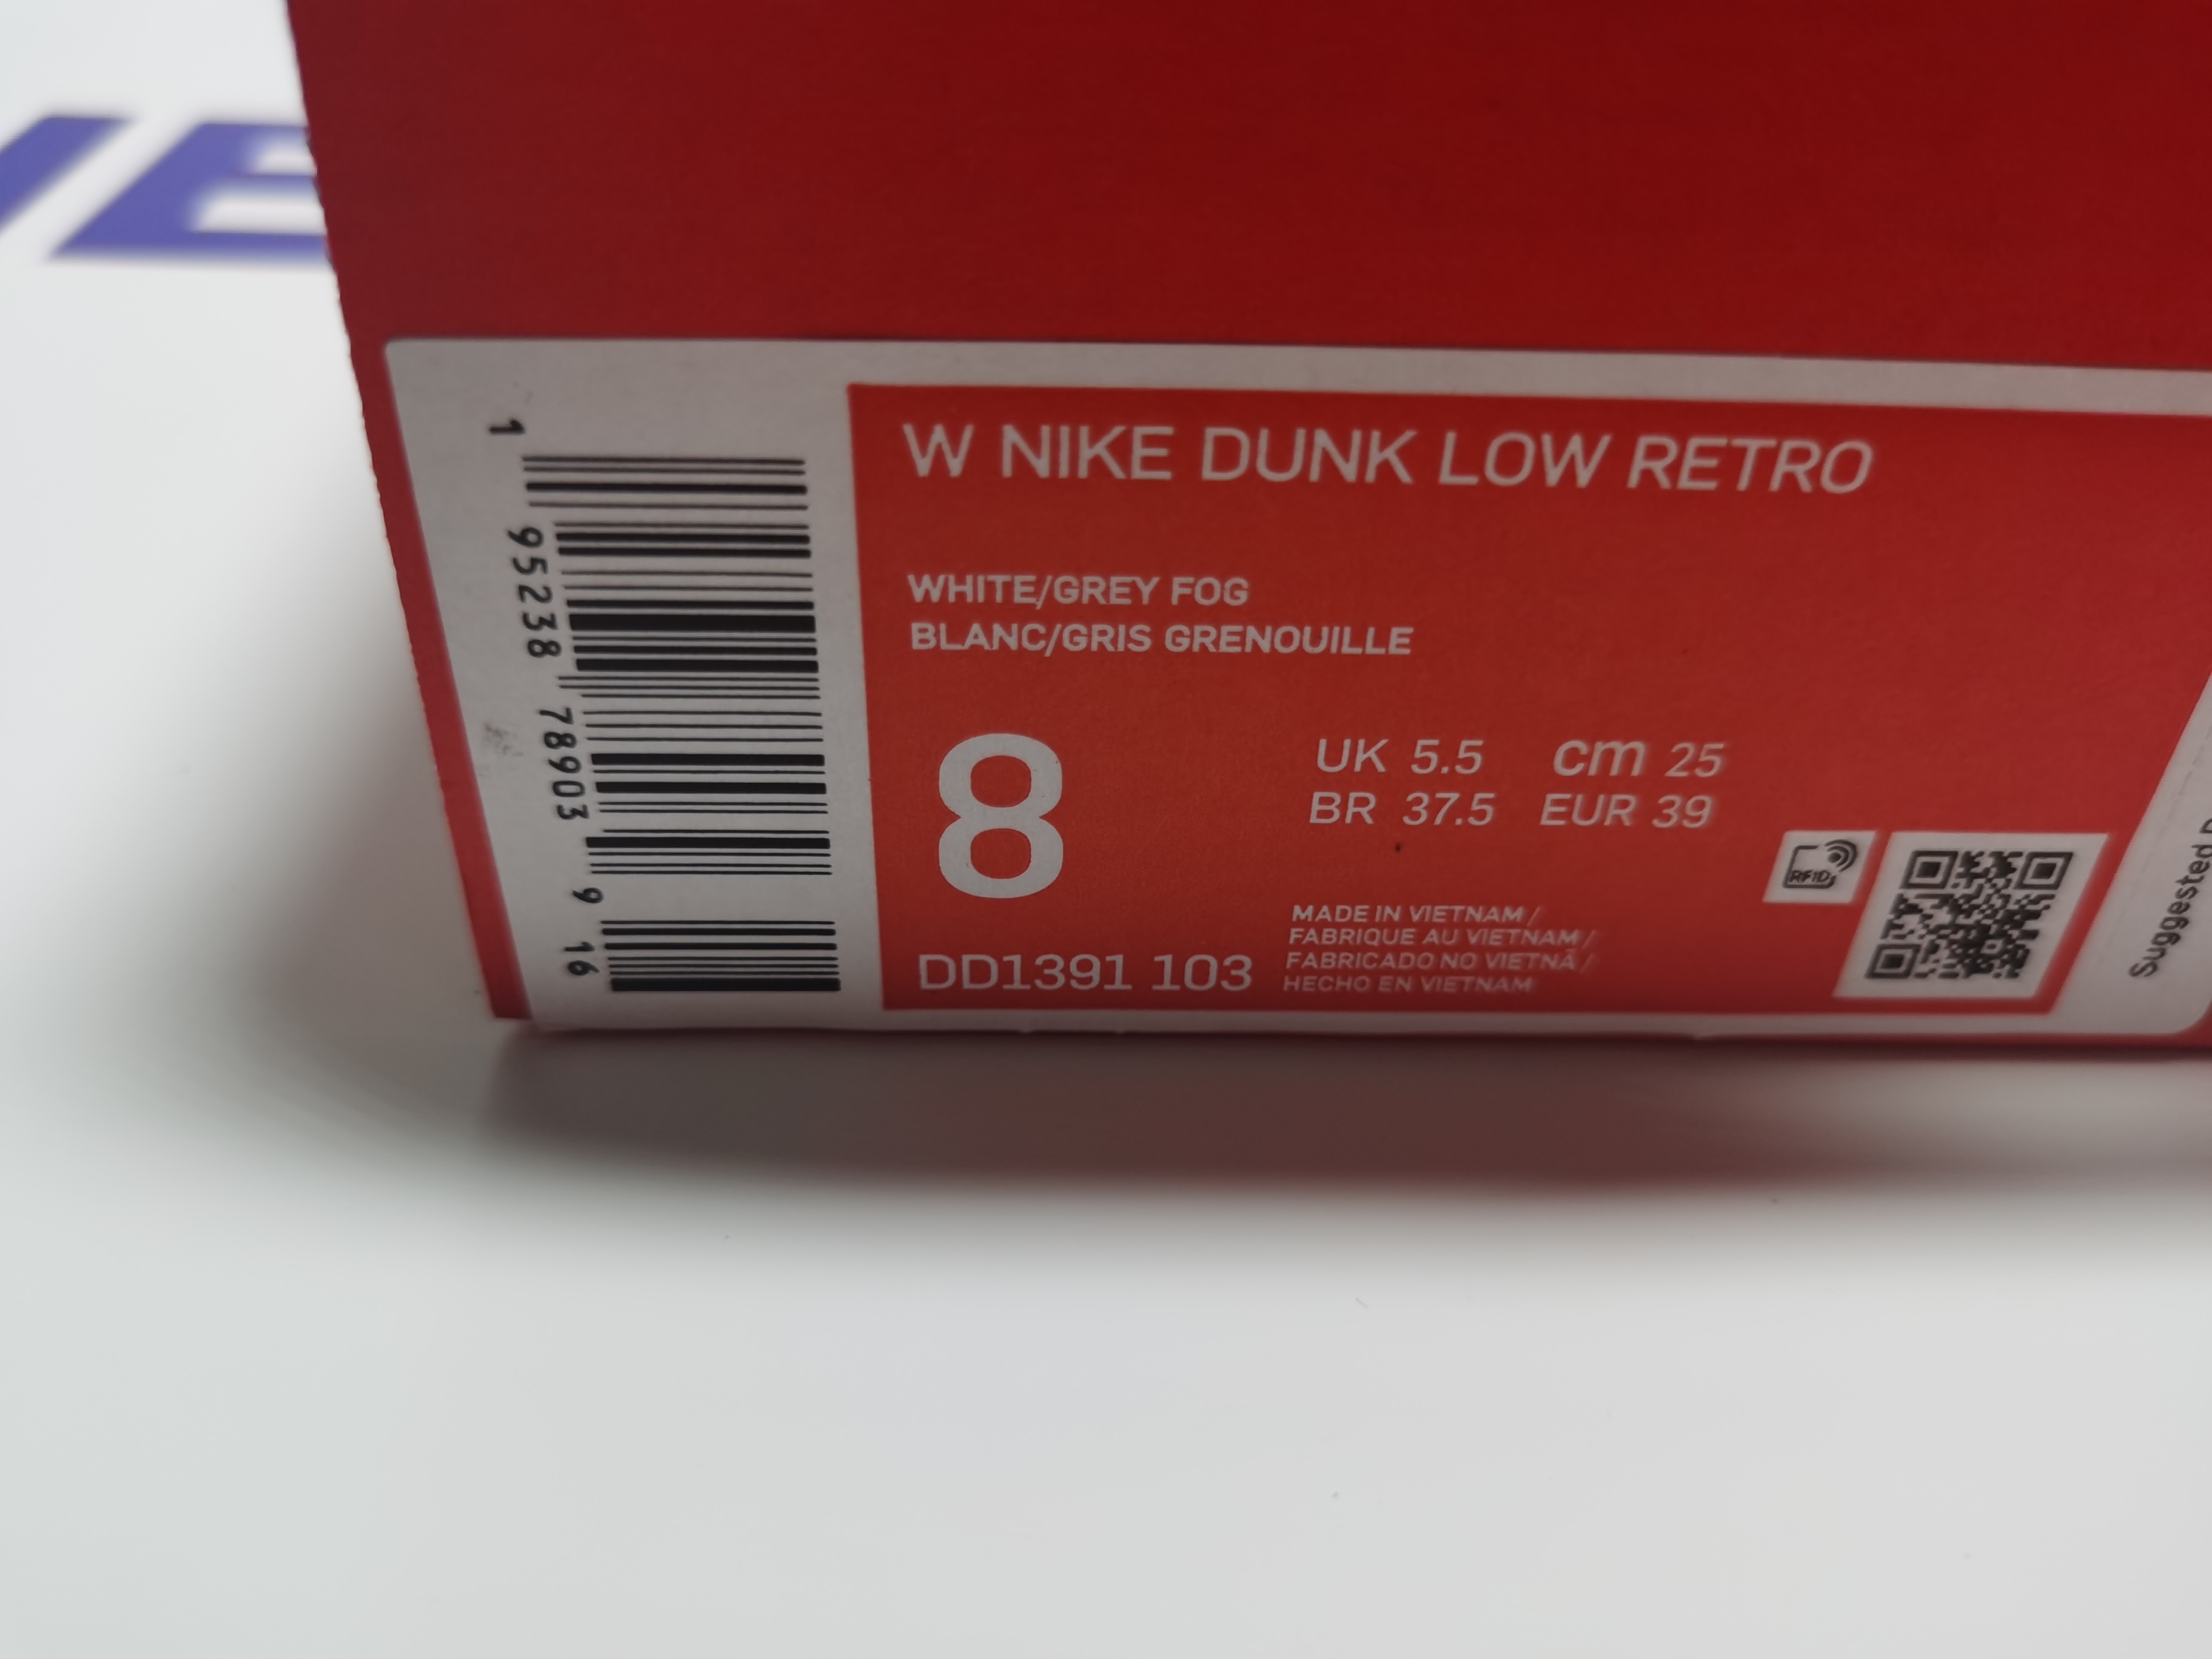 W NIKE DUNK LOW RETRO
WHITE/GREY FOG
BLANC/GRIS GRENOUILLE
8
UK 5.5 cm 25
BR 37.5 EUR 39
MADE IN VIETNAM /
FABRIQUE AU VIETNAM /
FABRICADO NO VIETNÃ /
HECHO EN VIETNAM
DD1391 103
RFID
1 95238 78903 9 16
Suggested